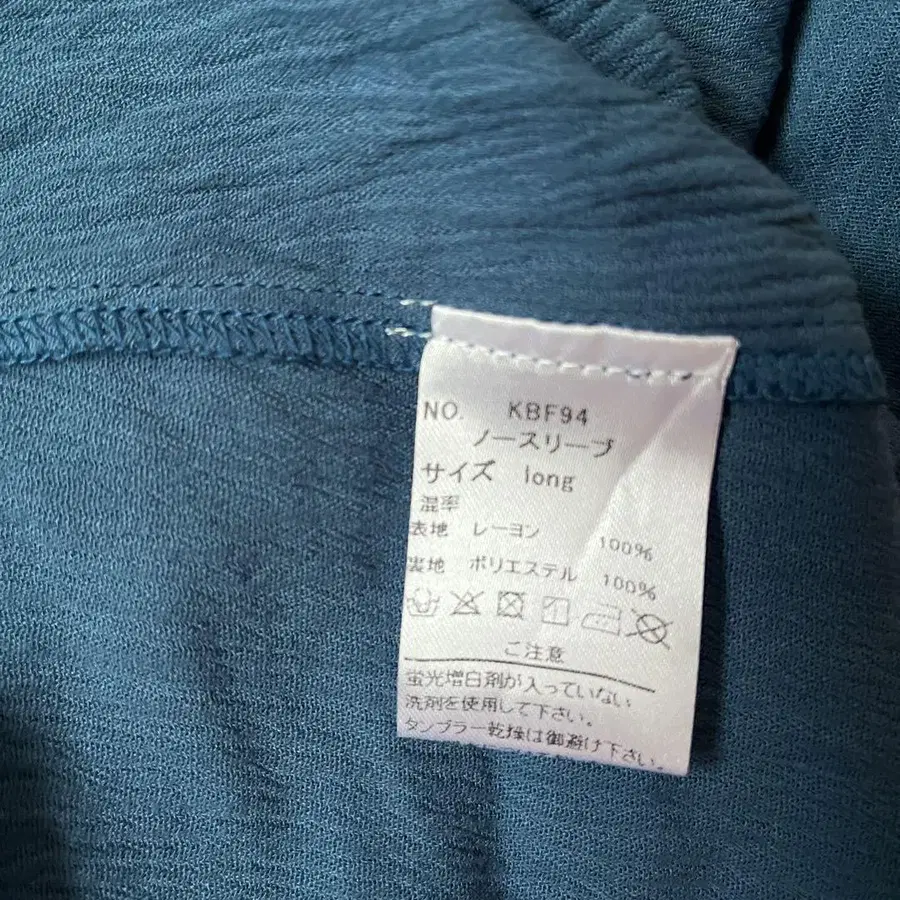 NO. KBF94
ノースリーブ
サイズ long
混率
表地 レーヨン 100%
裏地 ポリエステル 100%
ご注意
蛍光増白剤が入っていない
洗剤を使用して下さい。
タンブラー乾燥は御避け下さい。